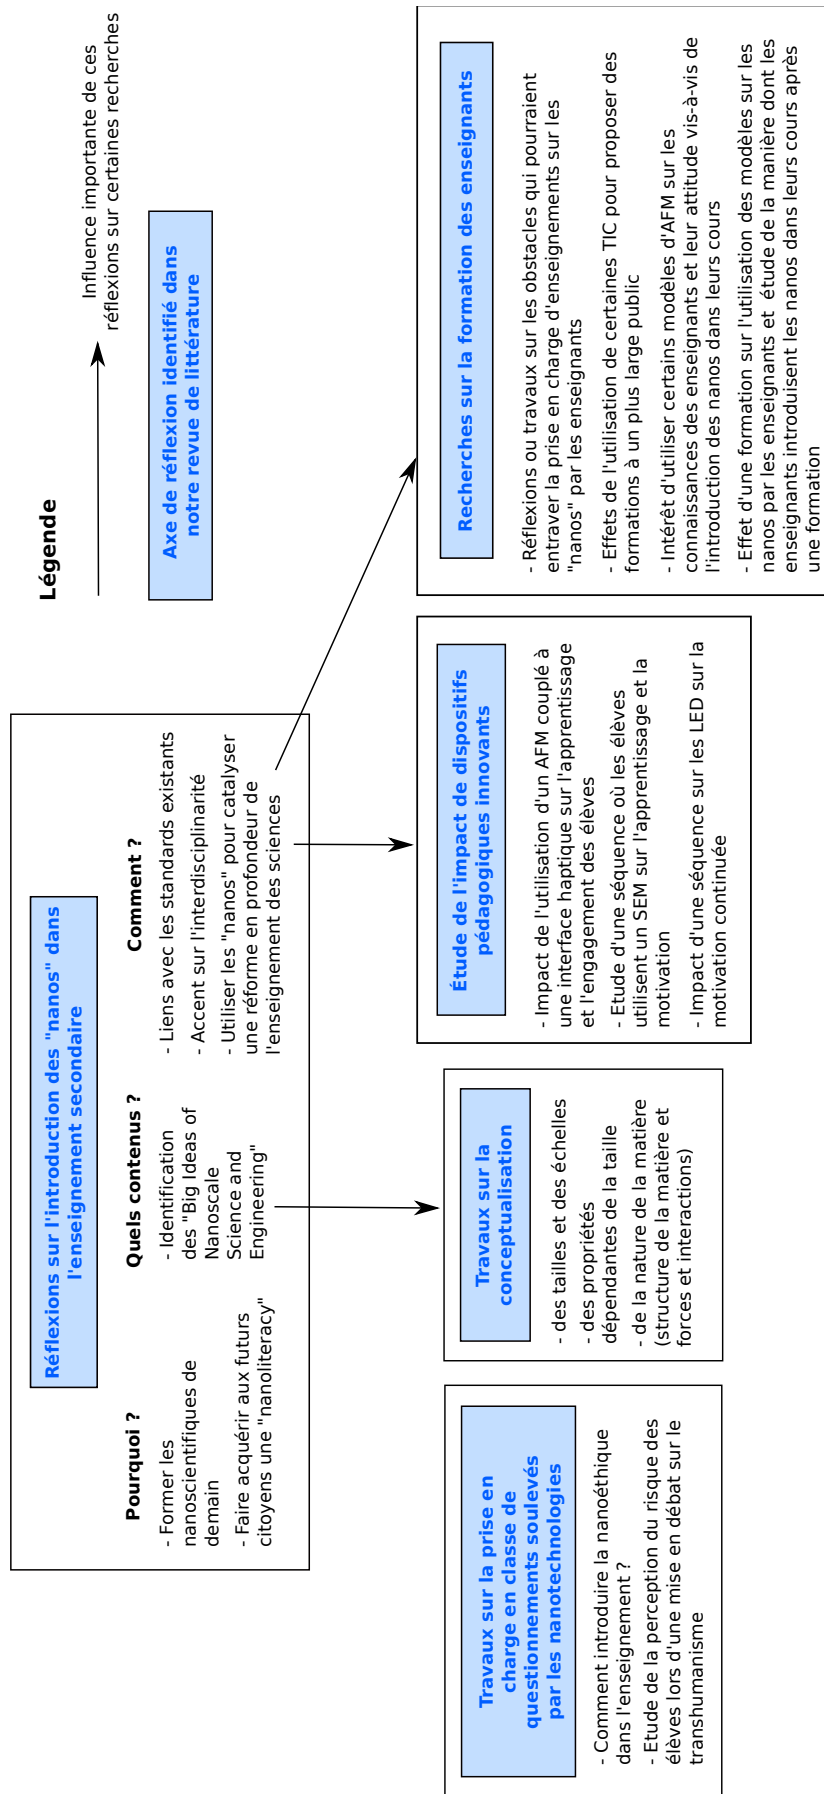 Réflexions sur l'introduction des "nanos" dans
l'enseignement secondaire
Pourquoi ?
- Former les
nanoscientifiques de
demain
- Faire acquérir aux futurs
citoyens une "nanoliteracy"
Quels contenus ?
- Identification
des "Big Ideas of
Nanoscale
Science and
Engineering"
Comment ?
- Liens avec les standards existants
- Accent sur l'interdisciplinarité
- Utiliser les "nanos" pour catalyser
une réforme en profondeur de
l'enseignement des sciences
Légende
Influence importante de ces
réflexions sur certaines recherches
Axe de réflexion identifié dans
notre revue de littérature
Travaux sur la prise en
charge en classe de
questionnements soulevés
par les nanotechnologies
- Comment introduire la nanoéthique
dans l'enseignement ?
- Etude de la perception du risque des
élèves lors d'une mise en débat sur le
transhumanisme
Travaux sur la
conceptualisation
- des tailles et des échelles
- des propriétés
dépendantes de la taille
- de la nature de la matière
(structure de la matière et
forces et interactions)
Étude de l'impact de dispositifs
pédagogiques innovants
- Impact de l'utilisation d'un AFM couplé à
une interface haptique sur l'apprentissage
et l'engagement des élèves
- Etude d'une séquence où les élèves
utilisent un SEM sur l'apprentissage et la
motivation
- Impact d'une séquence sur les LED sur la
motivation continuée
Recherches sur la formation des enseignants
- Réflexions ou travaux sur les obstacles qui pourraient
entraver la prise en charge d'enseignements sur les
"nanos" par les enseignants
- Effets de l'utilisation de certaines TIC pour proposer des
formations à un plus large public
- Intérêt d'utiliser certains modèles d'AFM sur les
connaissances des enseignants et leur attitude vis-à-vis de
l'introduction des nanos dans leurs cours
- Effet d'une formation sur l'utilisation des modèles sur les
nanos par les enseignants et étude de la manière dont les
enseignants introduisent les nanos dans leurs cours après
une formation